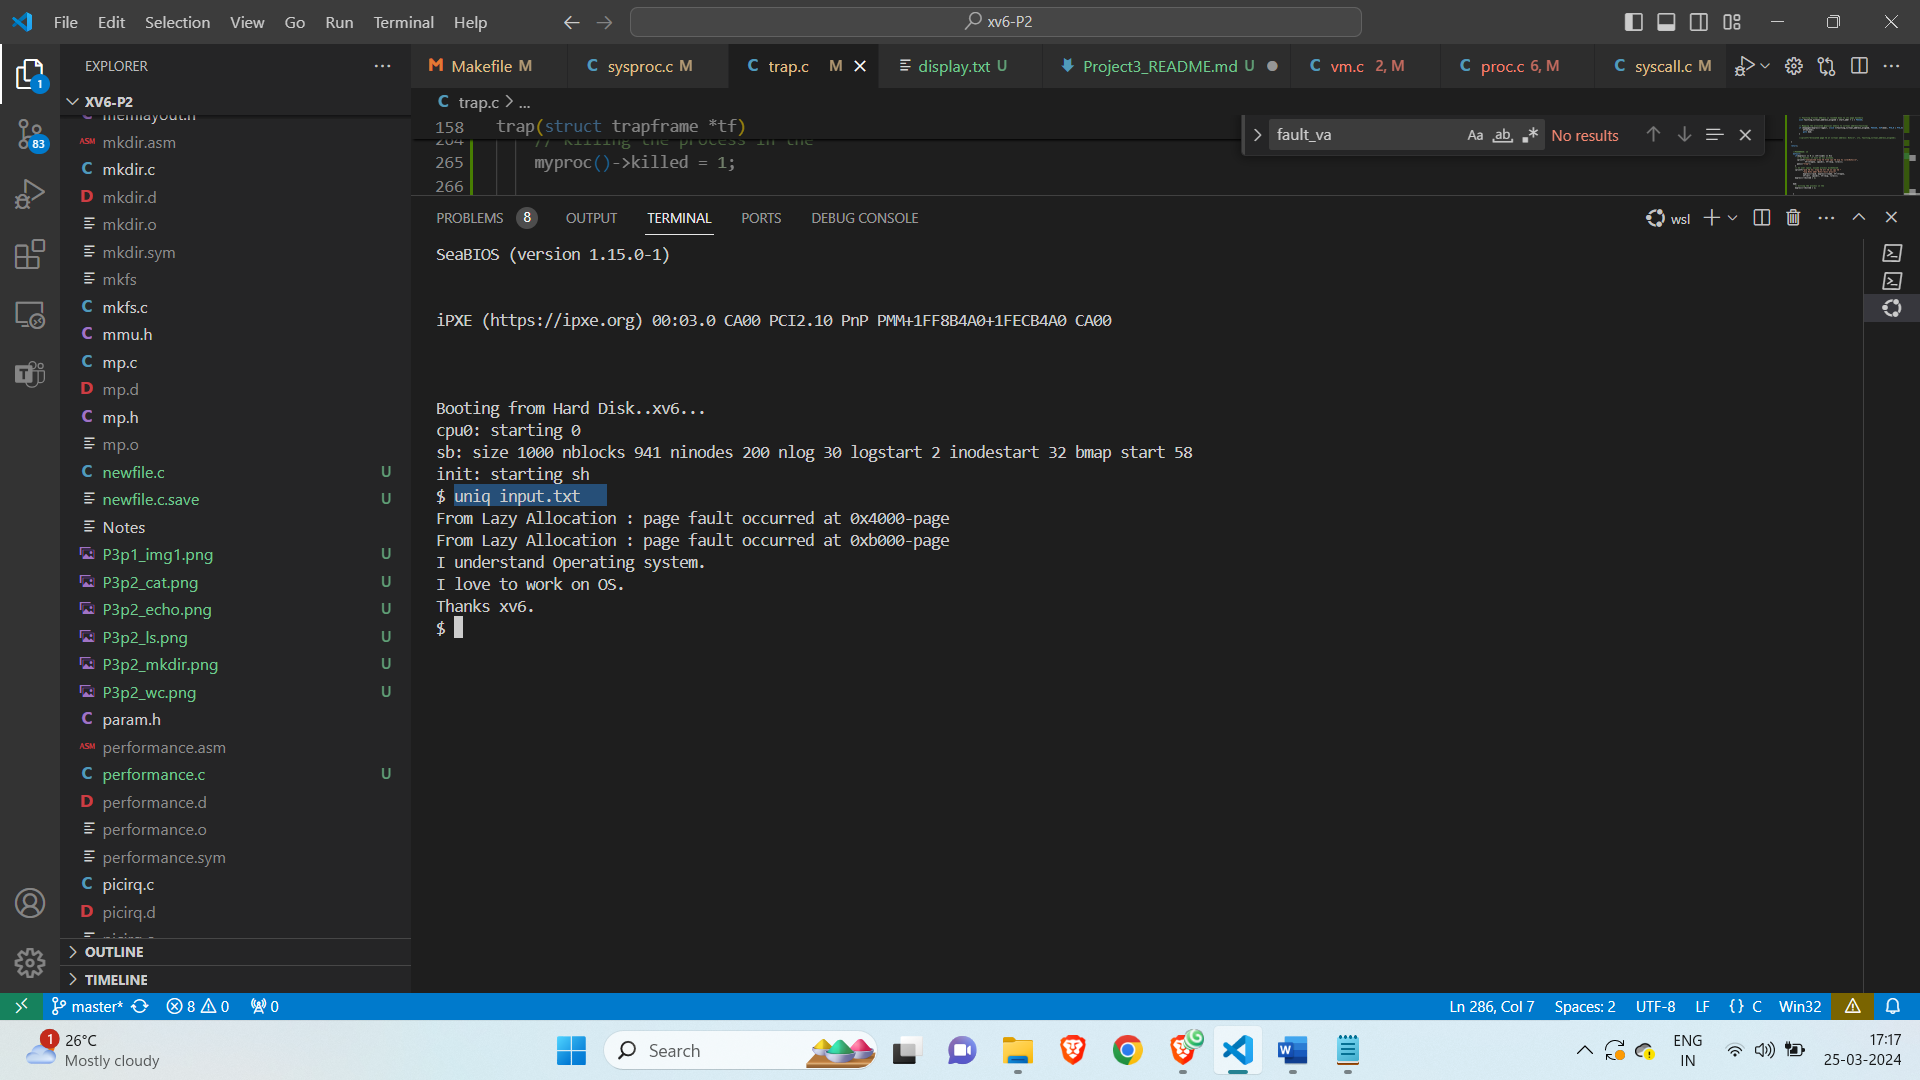 File Edit Selection View Go Run Terminal Help
xv6-P2
EXPLORER
Makefile M
sysproc.c M
trap.c M
display.txt U
Project3_README.md U
vm.c 2, M
proc.c 6, M
syscall.c M
XV6-P2
trap.c > ...
158 trap(struct trapframe *tf)
264 // killing the process in the
265 myproc()->killed = 1;
266
fault_va
Aa ab No results
memlayout.h
ASM mkdir.asm
C mkdir.c
D mkdir.d
mkdir.o
mkdir.sym
mkfs
C mkfs.c
C mmu.h
C mp.c
D mp.d
C mp.h
mp.o
C newfile.c U
newfile.c.save U
Notes
P3p1_img1.png U
P3p2_cat.png U
P3p2_echo.png U
P3p2_ls.png U
P3p2_mkdir.png U
P3p2_wc.png U
C param.h
ASM performance.asm
C performance.c U
D performance.d
performance.o
performance.sym
C picirq.c
D picirq.d
OUTLINE
TIMELINE
PROBLEMS 8 OUTPUT TERMINAL PORTS DEBUG CONSOLE
wsl
SeaBIOS (version 1.15.0-1)
iPXE (https://ipxe.org) 00:03.0 CA00 PCI2.10 PnP PMM+1FF8B4A0+1FECB4A0 CA00
Booting from Hard Disk..xv6...
cpu0: starting 0
sb: size 1000 nblocks 941 ninodes 200 nlog 30 logstart 2 inodestart 32 bmap start 58
init: starting sh
$ uniq input.txt
From Lazy Allocation : page fault occurred at 0x4000-page
From Lazy Allocation : page fault occurred at 0xb000-page
I understand Operating system.
I love to work on OS.
Thanks xv6.
$
1
83
master* 8 0 0
Ln 286, Col 7 Spaces: 2 UTF-8 LF {} C Win32
1
26°C
Mostly cloudy
Search
ENG
IN
17:17
25-03-2024